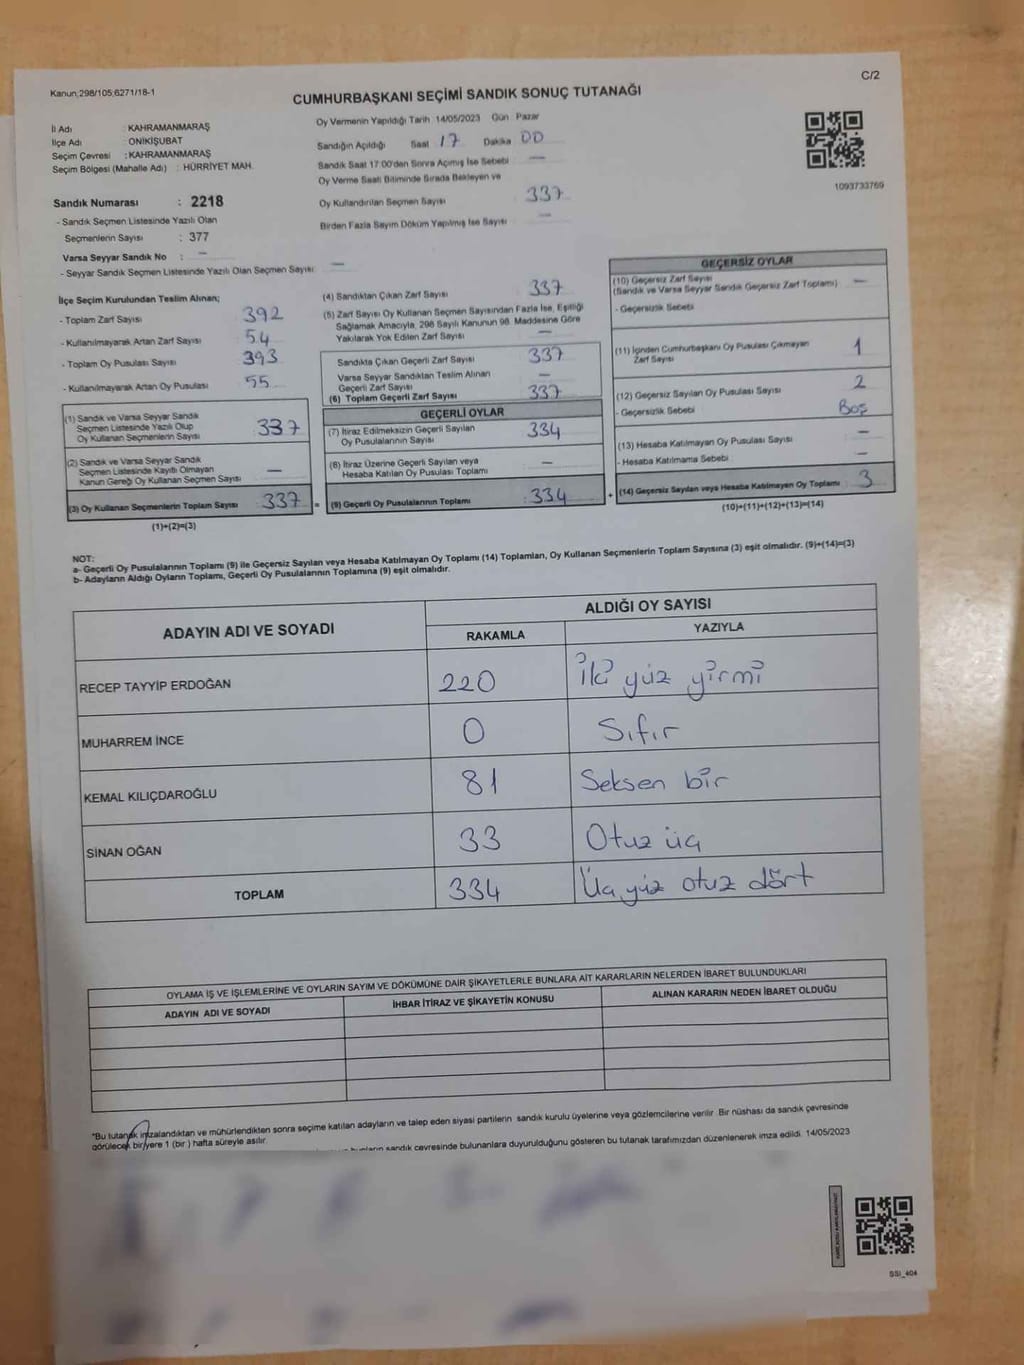 Kanun;298/105;6271/18-1
C/2
CUMHURBAŞKANI SEÇİMİ SANDIK SONUÇ TUTANAĞI
İl Adı : KAHRAMANMARAŞ
İlçe Adı : ONİKİŞUBAT
Seçim Çevresi : KAHRAMANMARAŞ
Seçim Bölgesi (Mahalle Adı) : HÜRRİYET MAH.
Oy Vermenin Yapıldığı Tarih 14/05/2023 Gün Pazar
Sandığın Açıldığı Saat 17 Dakika 00
Sandık Saat 17:00'den Sonra Açımış İse Sebebi —
Oy Verme Saati Bitiminde Sırada Bekleyen ve
Oy Kullandırılan Seçmen Sayısı 337
Birden Fazla Sayım Döküm Yapılmış İse Sayısı —
1093733769
Sandık Numarası : 2218
- Sandık Seçmen Listesinde Yazılı Olan
Seçmenlerin Sayısı : 377
Varsa Seyyar Sandık No : —
- Seyyar Sandık Seçmen Listesinde Yazılı Olan Seçmen Sayısı: —
İlçe Seçim Kurulundan Teslim Alınan;
- Toplam Zarf Sayısı 392
- Kullanılmayarak Artan Zarf Sayısı 54
- Toplam Oy Pusulası Sayısı 393
- Kullanılmayarak Artan Oy Pusulası 55
(1) Sandık ve Varsa Seyyar Sandık
Seçmen Listesinde Yazılı Olup
Oy Kullanan Seçmenlerin Sayısı 337
(2) Sandık ve Varsa Seyyar Sandık
Seçmen Listesinde Kayıtlı Olmayan
Kanun Gereği Oy Kullanan Seçmen Sayısı —
(3) Oy Kullanan Seçmenlerin Toplam Sayısı 337 =
(1)+(2)=(3)
(4) Sandıktan Çıkan Zarf Sayısı 337
(5) Zarf Sayısı Oy Kullanan Seçmen Sayısından Fazla İse, Eşitliği
Sağlamak Amacıyla, 298 Sayılı Kanunun 98. Maddesine Göre
Yakılarak Yok Edilen Zarf Sayısı —
Sandıkta Çıkan Geçerli Zarf Sayısı 337
Varsa Seyyar Sandıktan Teslim Alınan
Geçerli Zarf Sayısı —
(6) Toplam Geçerli Zarf Sayısı 337
GEÇERLİ OYLAR
(7) İtiraz Edilmeksizin Geçerli Sayılan
Oy Pusulalarının Sayısı 334
(8) İtiraz Üzerine Geçerli Sayılan veya
Hesaba Katılan Oy Pusulası Toplamı —
(9) Geçerli Oy Pusulalarının Toplamı : 334 +
GEÇERSİZ OYLAR
(10) Geçersiz Zarf Sayısı
(Sandık ve Varsa Seyyar Sandık Geçersiz Zarf Toplamı) —
- Geçersizlik Sebebi
(11) İçinden Cumhurbaşkanı Oy Pusulası Çıkmayan
Zarf Sayısı 1
(12) Geçersiz Sayılan Oy Pusulası Sayısı 2
- Geçersizlik Sebebi Boş
(13) Hesaba Katılmayan Oy Pusulası Sayısı —
- Hesaba Katılmama Sebebi : —
(14) Geçersiz Sayılan veya Hesaba Katılmayan Oy Toplamı 3
(10)+(11)+(12)+(13)=(14)
NOT:
a- Geçerli Oy Pusulalarının Toplamı (9) ile Geçersiz Sayılan veya Hesaba Katılmayan Oy Toplamı (14) Toplamları, Oy Kullanan Seçmenlerin Toplam Sayısına (3) eşit olmalıdır. (9)+(14)=(3)
b- Adayların Aldığı Oyların Toplamı, Geçerli Oy Pusulalarının Toplamına (9) eşit olmalıdır.
ADAYIN ADI VE SOYADI
ALDIĞI OY SAYISI
RAKAMLA YAZIYLA
RECEP TAYYİP ERDOĞAN 220 İki yüz yirmi
MUHARREM İNCE 0 Sıfır
KEMAL KILIÇDAROĞLU 81 Seksen bir
SİNAN OĞAN 33 Otuz üç
TOPLAM 334 Üç yüz otuz dört
OYLAMA İŞ VE İŞLEMLERİNE VE OYLARIN SAYIM VE DÖKÜMÜNE DAİR ŞİKAYETLERLE BUNLARA AİT KARARLARIN NELERDEN İBARET BULUNDUKLARI
ADAYIN ADI VE SOYADI İHBAR İTİRAZ VE ŞİKAYETİN KONUSU ALINAN KARARIN NEDEN İBARET OLDUĞU
*Bu tutanak imzalandıktan ve mühürlendikten sonra seçime katılan adayların ve talep eden siyasi partilerin sandık kurulu üyelerine veya gözlemcilerine verilir. Bir nüshası da sandık çevresinde
görülecek bir yere 1 (bir) hafta süreyle asılır.
bunların sandık çevresinde bulunanlara duyurulduğunu gösteren bu tutanak tarafımızdan düzenlenerek imza edildi. 14/05/2023
SSI_404